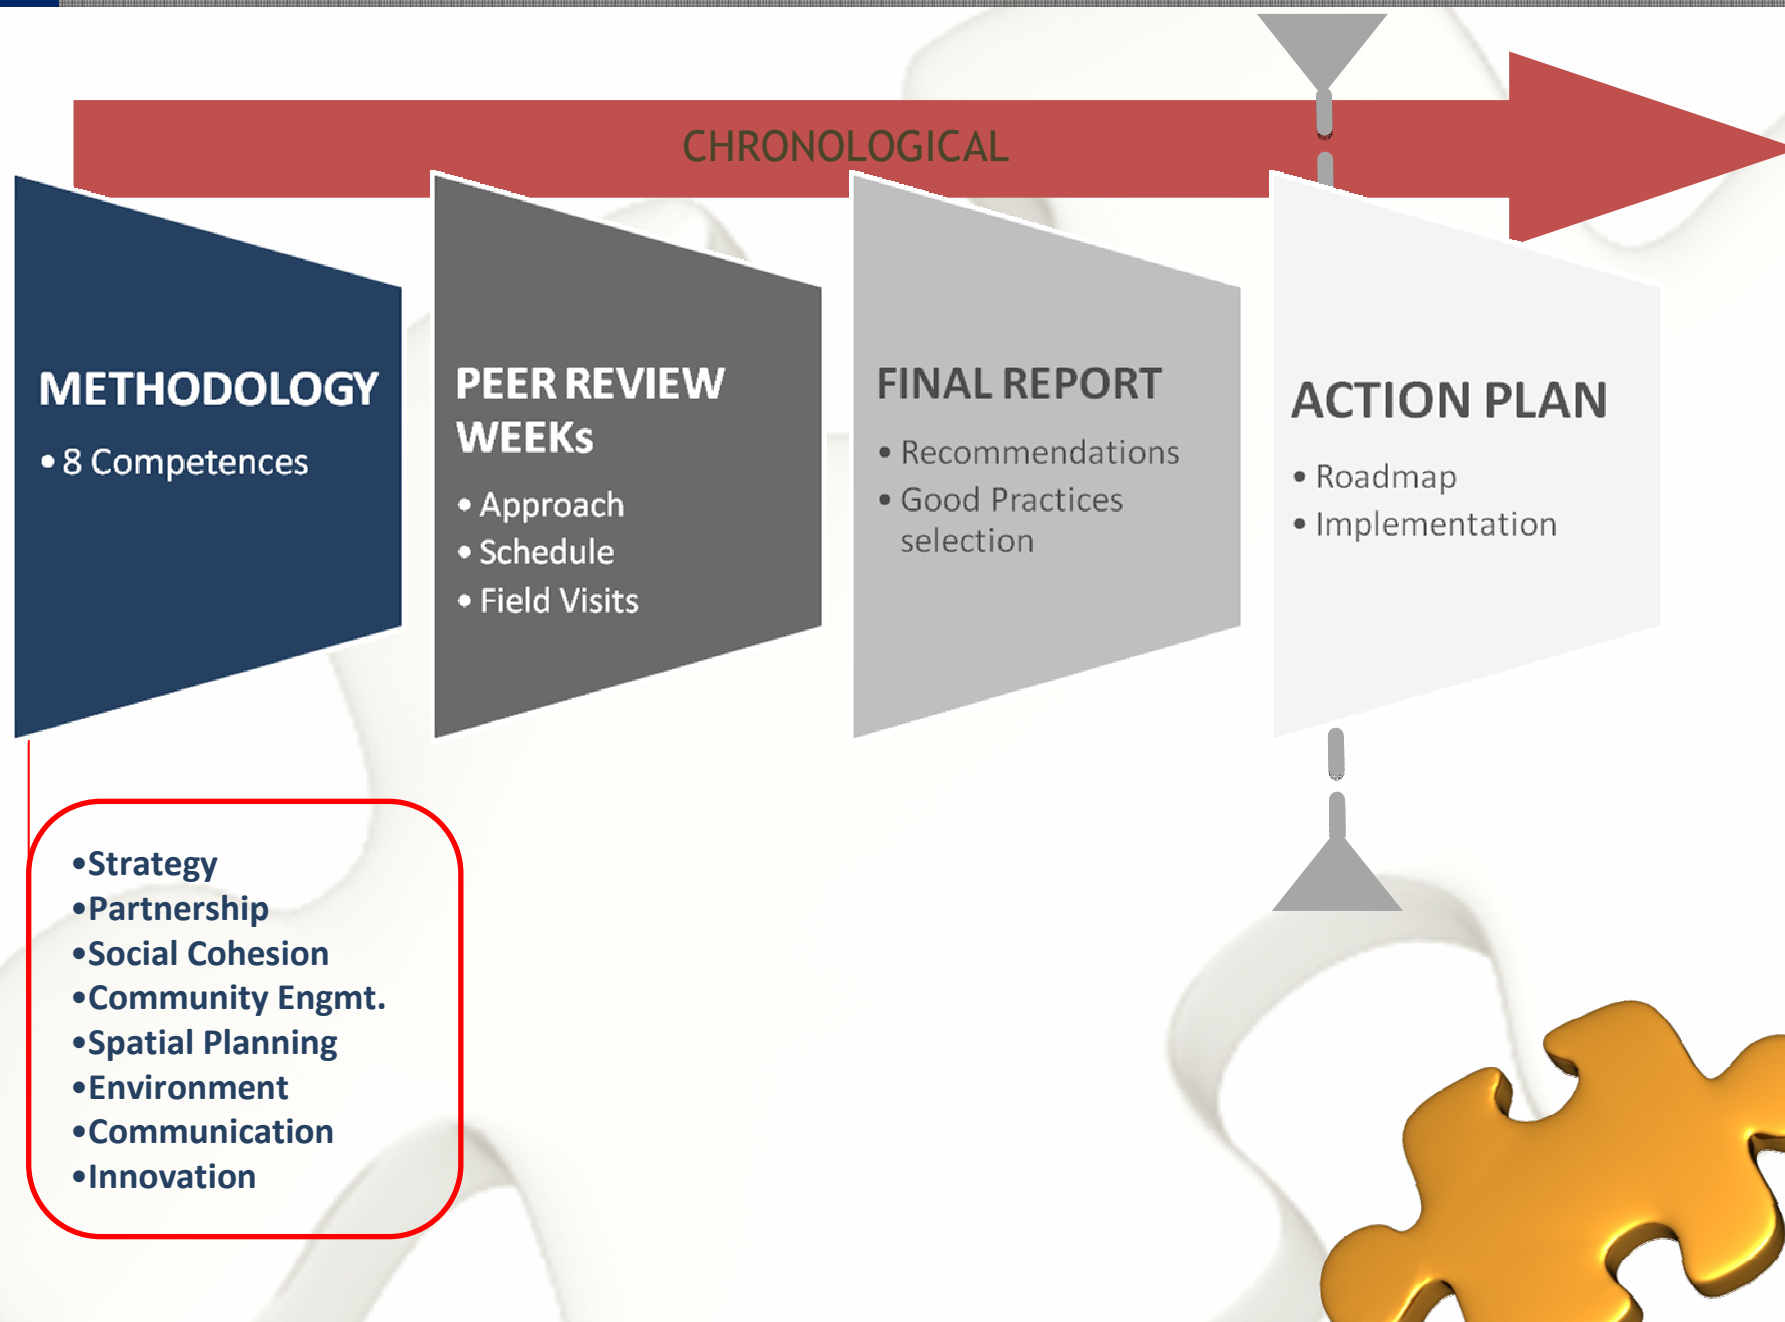 CHRONOLOGICAL
METHODOLOGY
• 8 Competences
PEER REVIEW
WEEKs
• Approach
• Schedule
• Field Visits
FINAL REPORT
• Recommendations
• Good Practices
selection
ACTION PLAN
• Roadmap
• Implementation
•Strategy
•Partnership
•Social Cohesion
•Community Engmt.
•Spatial Planning
•Environment
•Communication
•Innovation